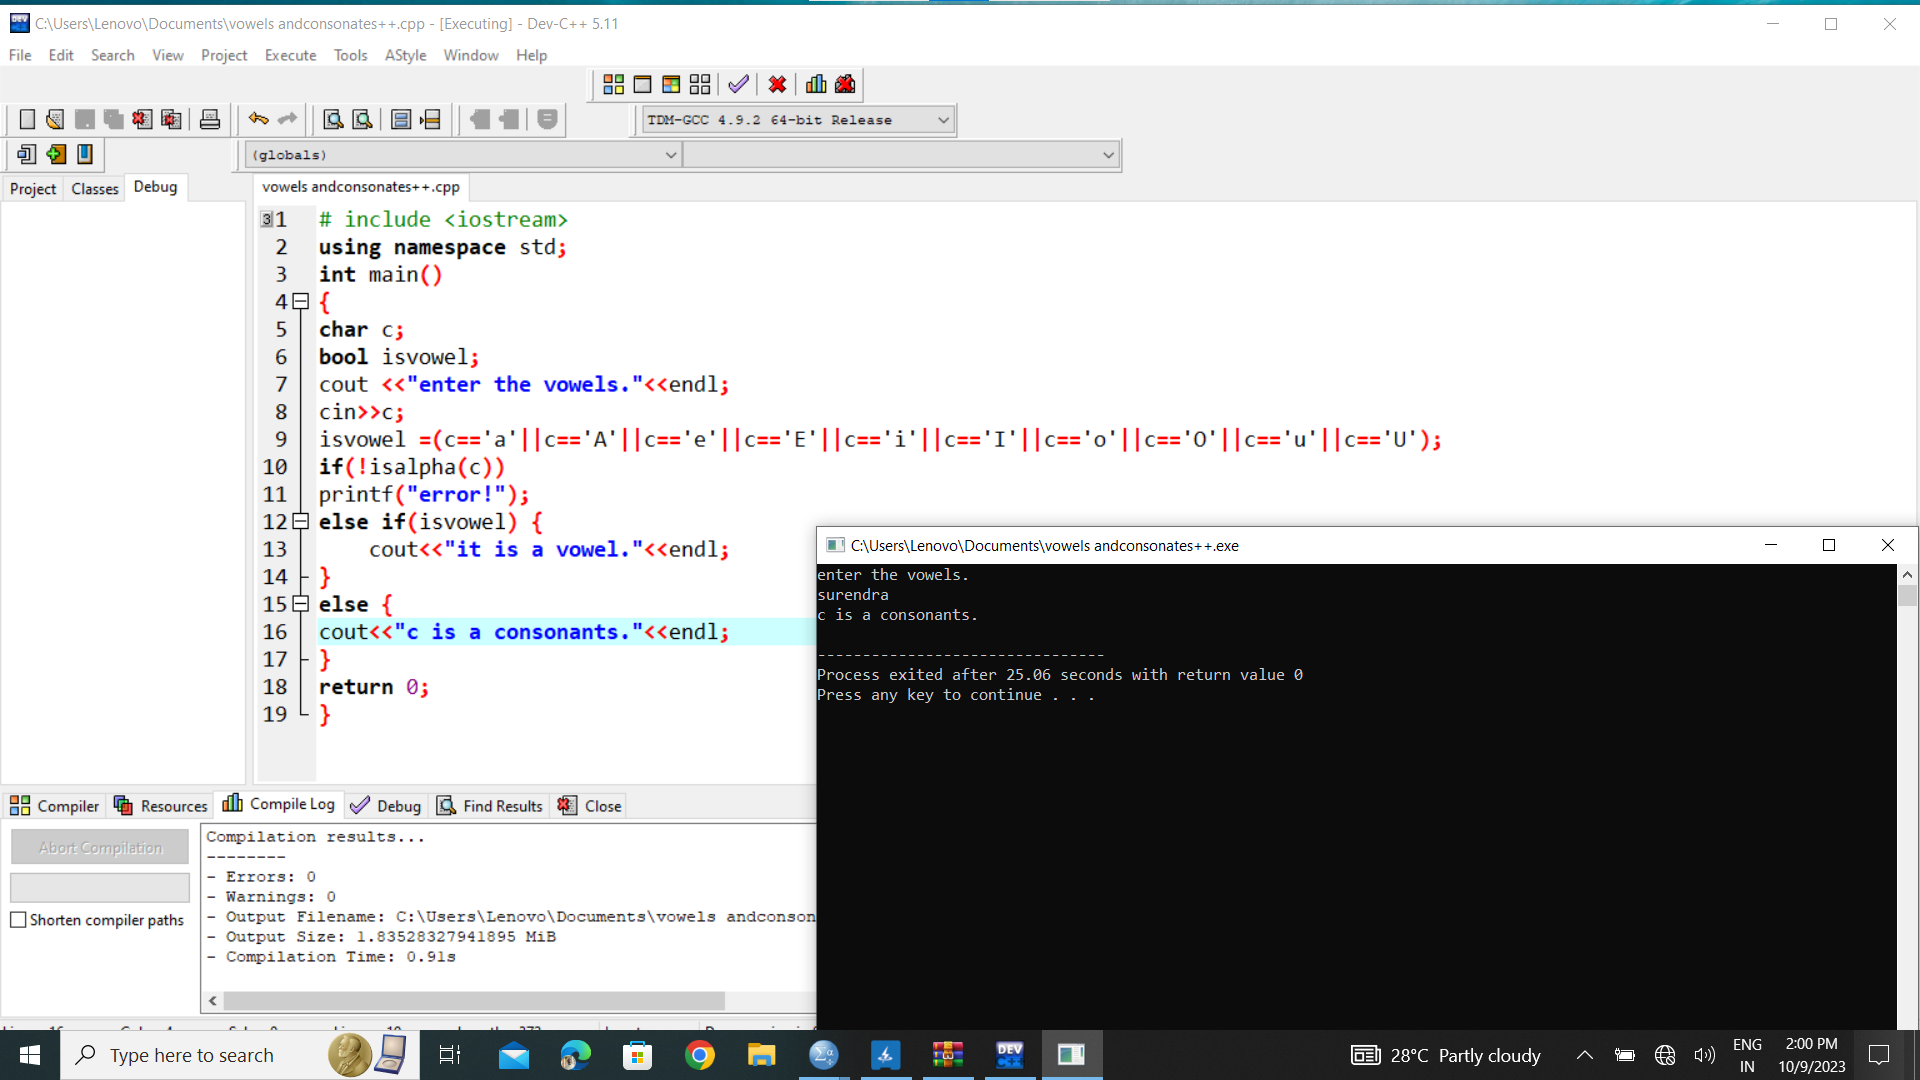 C:\Users\Lenovo\Documents\vowels andconsonates++.cpp - [Executing] - Dev-C++ 5.11
File Edit Search View Project Execute Tools AStyle Window Help
TDM-GCC 4.9.2 64-bit Release
(globals)
Project Classes Debug
vowels andconsonates++.cpp
1 # include <iostream>
2 using namespace std;
3 int main()
4 {
5 char c;
6 bool isvowel;
7 cout <<"enter the vowels."<<endl;
8 cin>>c;
9 isvowel =(c=='a'||c=='A'||c=='e'||c=='E'||c=='i'||c=='I'||c=='o'||c=='O'||c=='u'||c=='U');
10 if(!isalpha(c))
11 printf("error!");
12 else if(isvowel) {
13 cout<<"it is a vowel."<<endl;
14 }
15 else {
16 cout<<"c is a consonants."<<endl;
17 }
18 return 0;
19 }
C:\Users\Lenovo\Documents\vowels andconsonates++.exe
enter the vowels.
surendra
c is a consonants.
--------------------------------
Process exited after 25.06 seconds with return value 0
Press any key to continue . . .
Compiler Resources Compile Log Debug Find Results Close
Abort Compilation
Shorten compiler paths
Compilation results...
--------
- Errors: 0
- Warnings: 0
- Output Filename: C:\Users\Lenovo\Documents\vowels andconson
- Output Size: 1.83528327941895 MiB
- Compilation Time: 0.91s
Type here to search
DEV
28°C Partly cloudy
ENG
IN
2:00 PM
10/9/2023